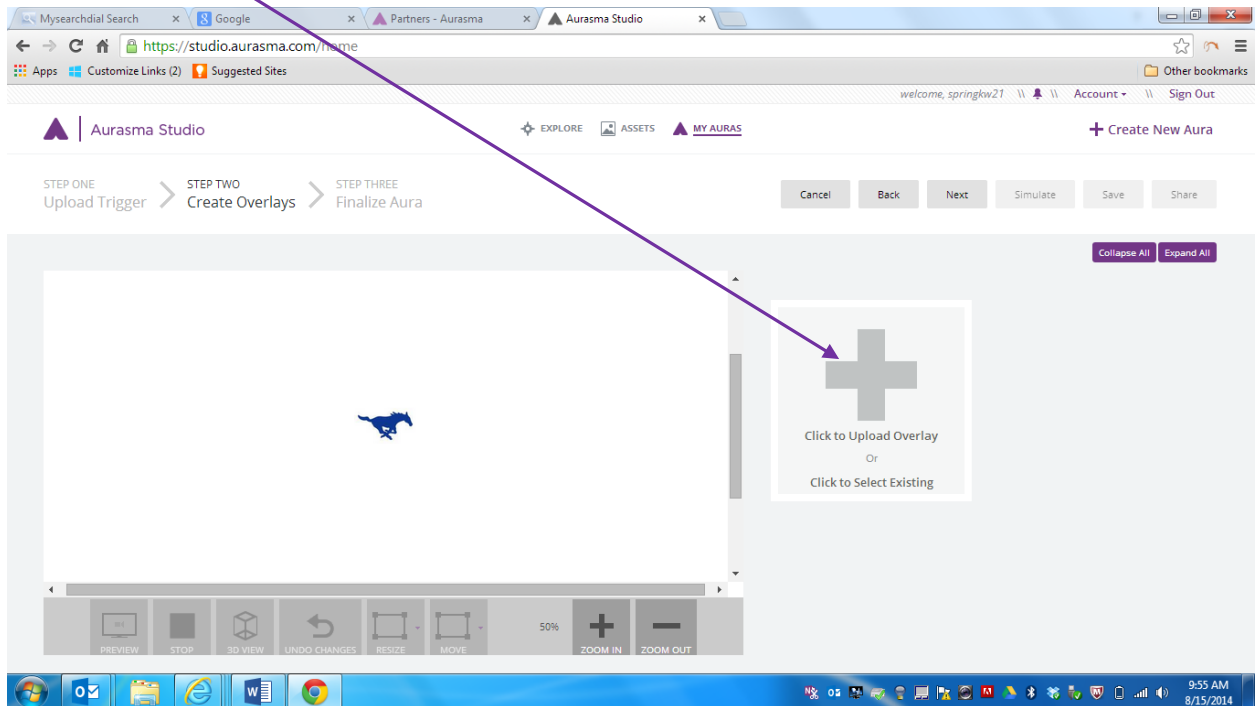 Mysearchdial Search Google Partners - Aurasma Aurasma Studio
https://studio.aurasma.com/home
Apps Customize Links (2) Suggested Sites Other bookmarks
welcome, springkw21 \\ \\ Account \\ Sign Out
Aurasma Studio EXPLORE ASSETS MY AURAS Create New Aura
STEP ONE STEP TWO STEP THREE
Upload Trigger Create Overlays Finalize Aura Cancel Back Next Simulate Save Share
Collapse All Expand All
Click to Upload Overlay
Or
Click to Select Existing
50%
PREVIEW STOP 3D VIEW UNDO CHANGES RESIZE MOVE ZOOM IN ZOOM OUT
9:55 AM
8/15/2014